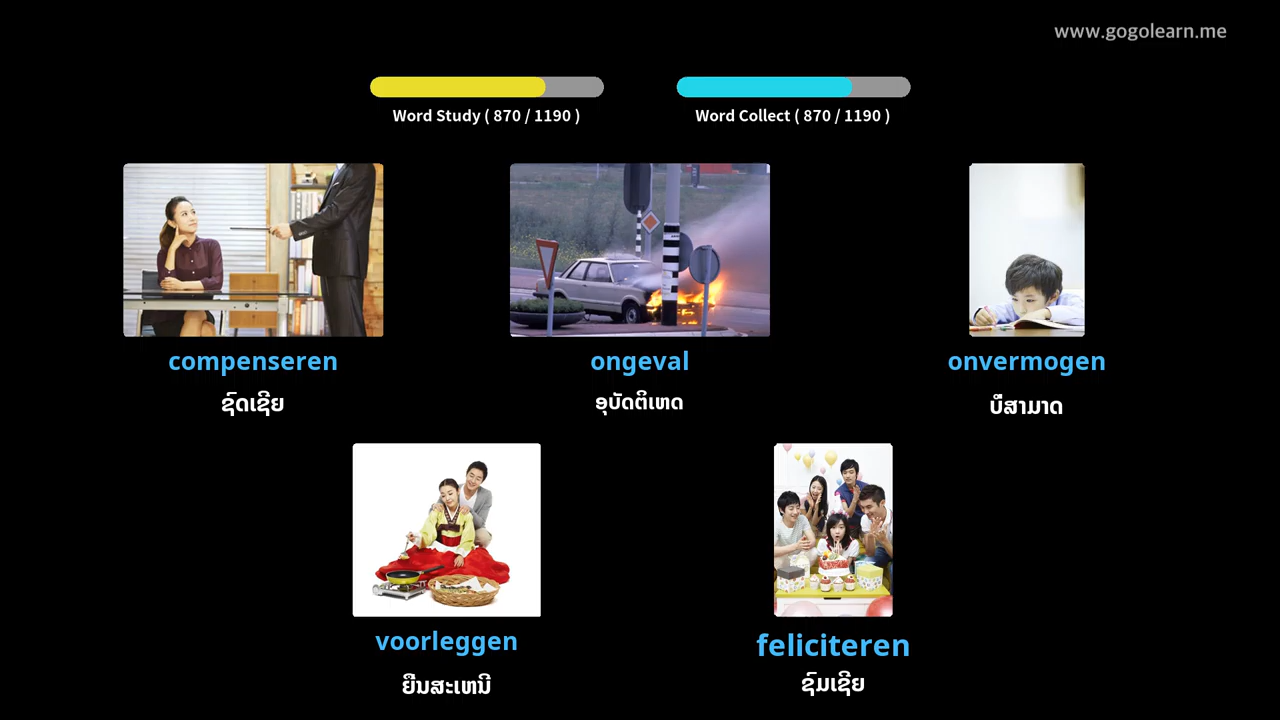 www.gogolearn.me
Word Study ( 870 / 1190 )
Word Collect ( 870 / 1190 )
compenseren
ຊົດເຊີຍ
ongeval
ອຸບັດຕິເຫດ
onvermogen
ບໍ່ສາມາດ
voorleggen
ຍື່ນສະເຫນີ
feliciteren
ຊົມເຊີຍ